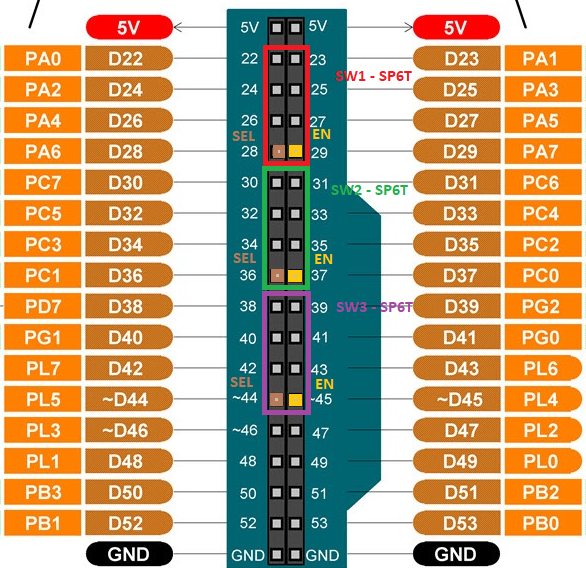 5V 5V 5V 5V
PA0 D22 22 23 D23 PA1
SW1 - SP6T
PA2 D24 24 25 D25 PA3
PA4 D26 26 27 D27 PA5
SEL EN
PA6 D28 28 29 D29 PA7
PC7 D30 30 31 D31 PC6
SW2 - SP6T
PC5 D32 32 33 D33 PC4
PC3 D34 34 35 D35 PC2
SEL EN
PC1 D36 36 37 D37 PC0
PD7 D38 38 39 SW3 - SP6T D39 PG2
PG1 D40 40 41 D41 PG0
PL7 D42 42 43 D43 PL6
SEL EN
PL5 ~D44 ~44 ~45 ~D45 PL4
PL3 ~D46 ~46 47 D47 PL2
PL1 D48 48 49 D49 PL0
PB3 D50 50 51 D51 PB2
PB1 D52 52 53 D53 PB0
GND GND GND GND